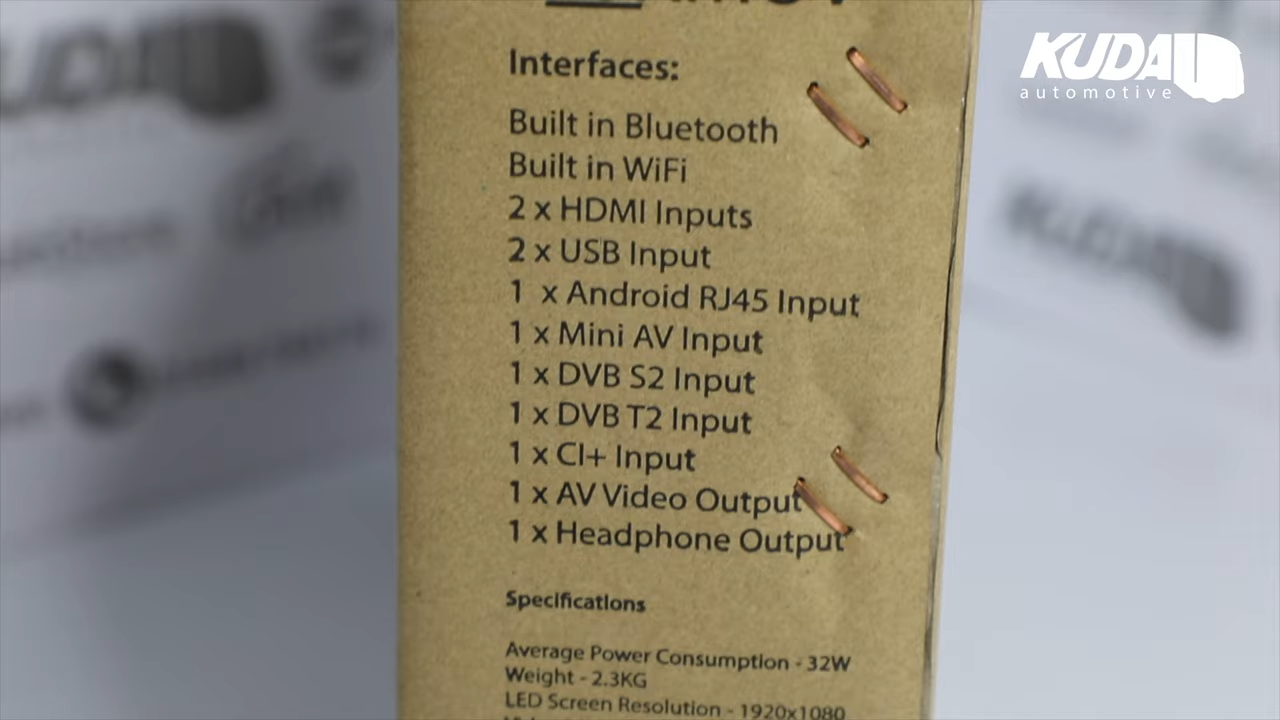 KUDA
automotive
Interfaces:
Built in Bluetooth
Built in WiFi
2 x HDMI Inputs
2 x USB Input
1 x Android RJ45 Input
1 x Mini AV Input
1 x DVB S2 Input
1 x DVB T2 Input
1 x CI+ Input
1 x AV Video Output
1 x Headphone Output
Specifications
Average Power Consumption - 32W
Weight - 2.3KG
LED Screen Resolution - 1920x1080
KUDA
KUDA